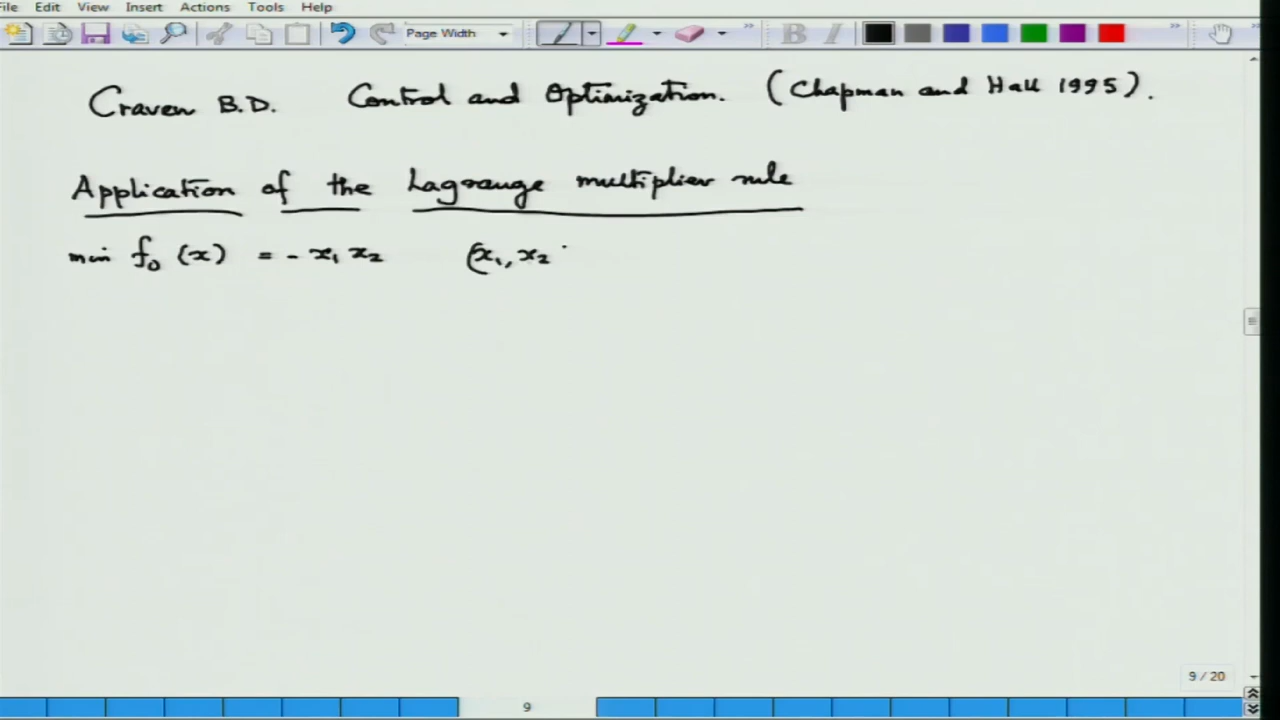 File Edit View Insert Actions Tools Help
Page Width
B I
Craven B.D. Control and Optimization. (Chapman and Hall 1995).
Application of the Lagrange multiplier rule
min f₀(x) = - x₁ x₂ (x₁, x₂
9 / 20
9